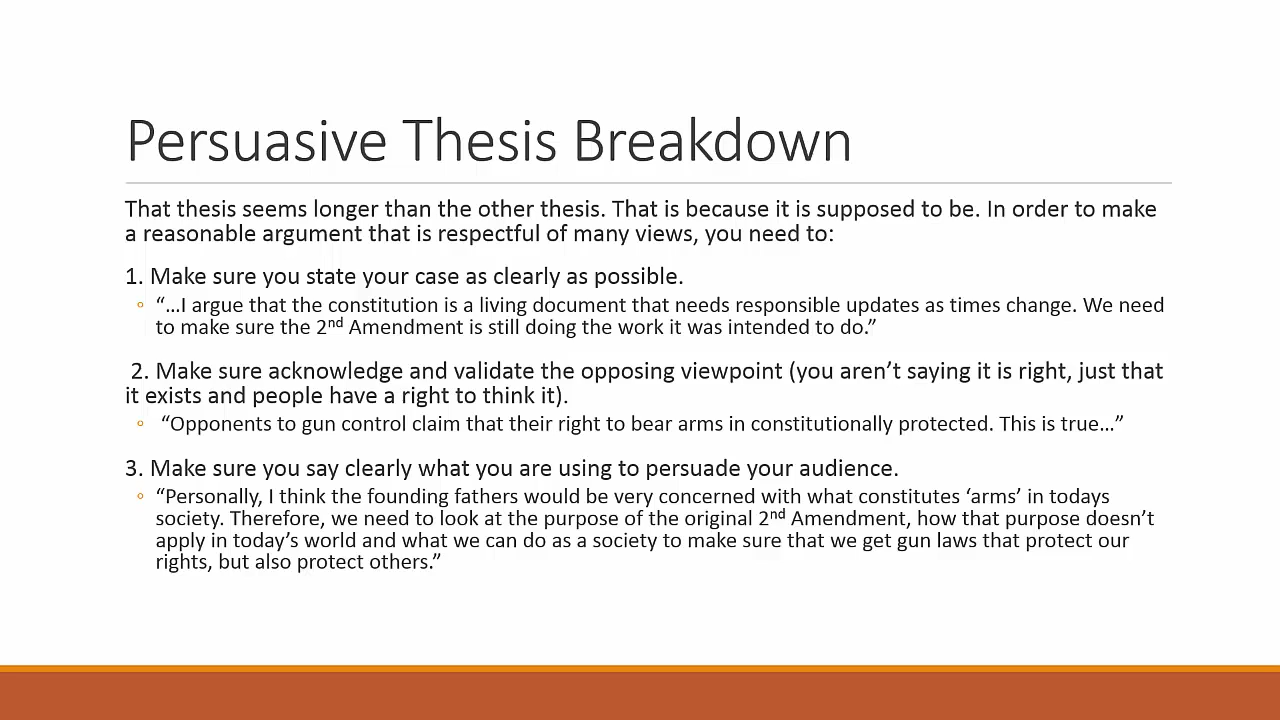 Persuasive Thesis Breakdown
That thesis seems longer than the other thesis. That is because it is supposed to be. In order to make
a reasonable argument that is respectful of many views, you need to:
1. Make sure you state your case as clearly as possible.
◦ “…I argue that the constitution is a living document that needs responsible updates as times change. We need
to make sure the 2nd Amendment is still doing the work it was intended to do.”
2. Make sure acknowledge and validate the opposing viewpoint (you aren’t saying it is right, just that
it exists and people have a right to think it).
◦ “Opponents to gun control claim that their right to bear arms in constitutionally protected. This is true…”
3. Make sure you say clearly what you are using to persuade your audience.
◦ “Personally, I think the founding fathers would be very concerned with what constitutes ‘arms’ in todays
society. Therefore, we need to look at the purpose of the original 2nd Amendment, how that purpose doesn’t
apply in today’s world and what we can do as a society to make sure that we get gun laws that protect our
rights, but also protect others.”